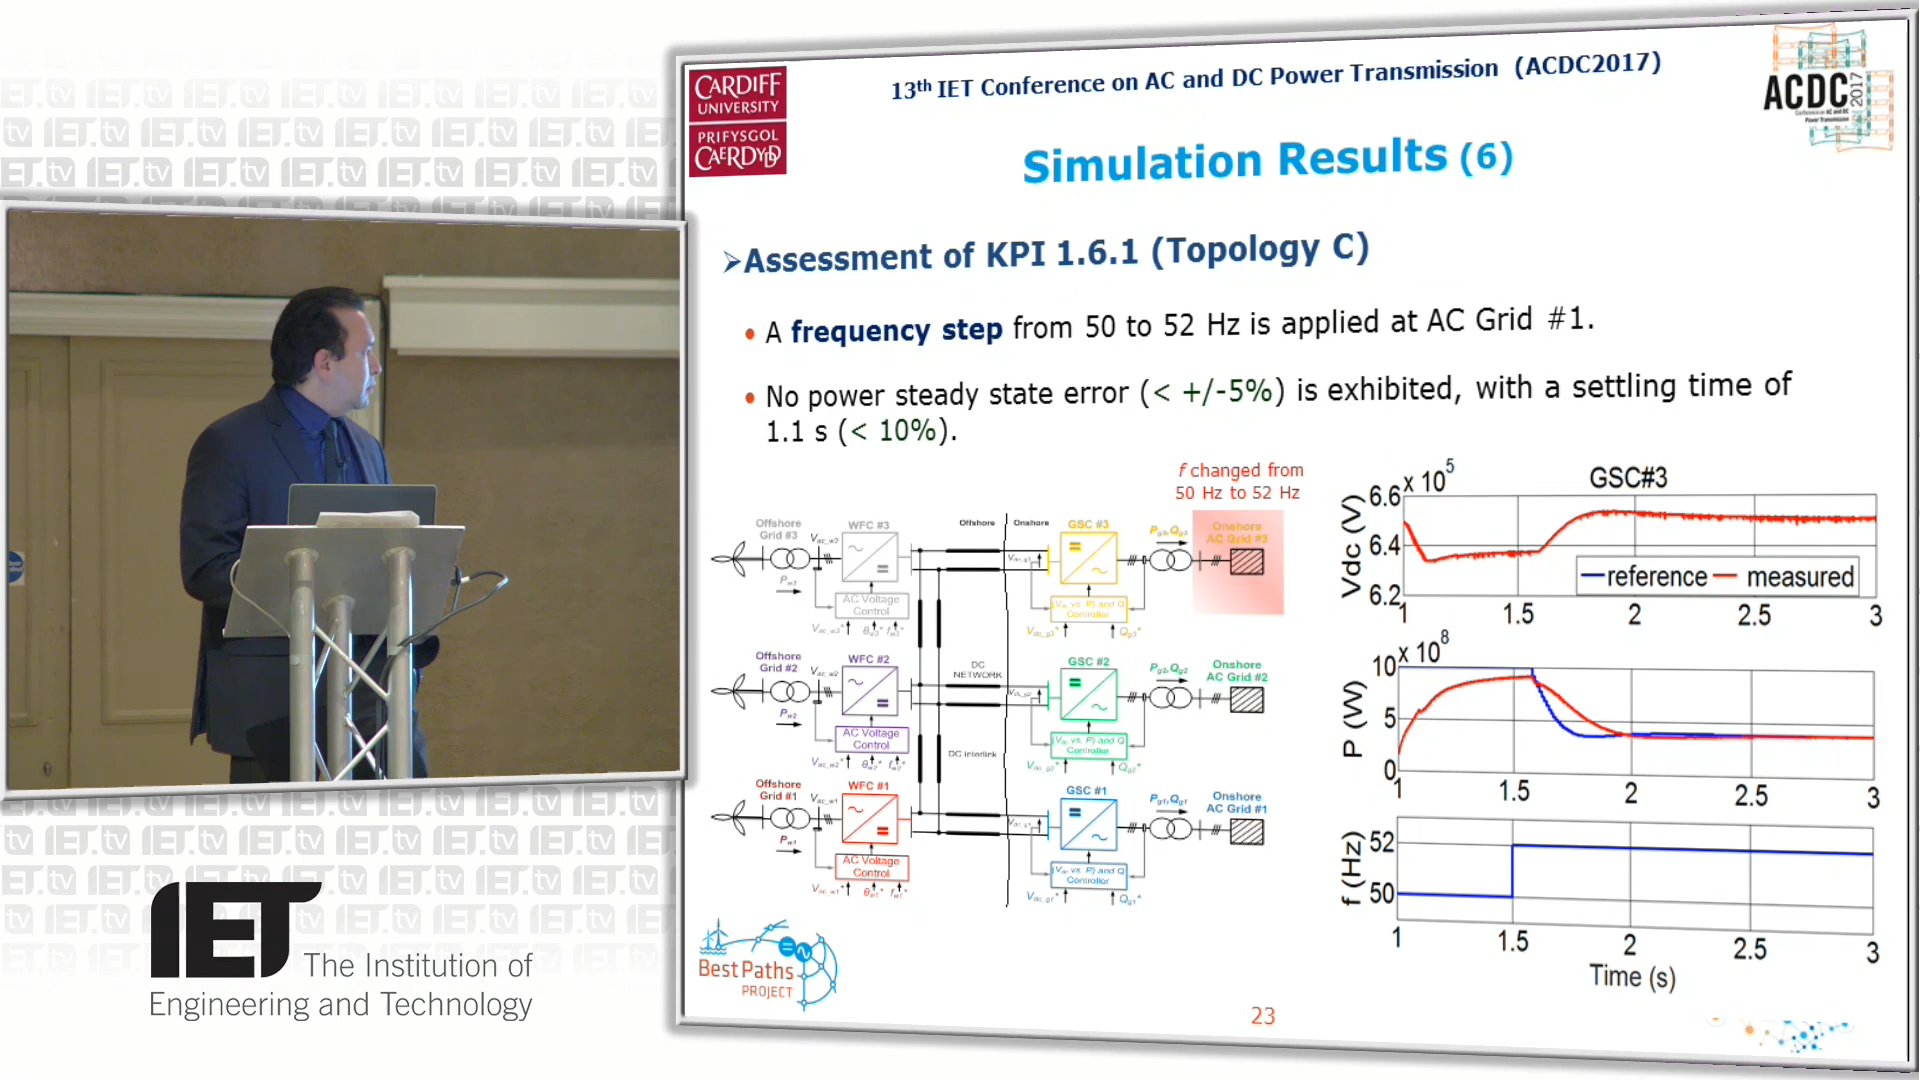 CARDIFF
UNIVERSITY
PRIFYSGOL
CAERDYDD
13th IET Conference on AC and DC Power Transmission (ACDC2017)
ACDC 2017
Simulation Results (6)
➢Assessment of KPI 1.6.1 (Topology C)
• A frequency step from 50 to 52 Hz is applied at AC Grid #1.
• No power steady state error (< +/-5%) is exhibited, with a settling time of
1.1 s (< 10%).
f changed from
50 Hz to 52 Hz
Offshore
Grid #3
WFC #3
Offshore
Onshore
GSC #3
Onshore
AC Grid #3
AC Voltage
Control
Controller
Offshore
Grid #2
WFC #2
DC
NETWORK
GSC #2
Onshore
AC Grid #2
AC Voltage
Control
Controller
DC Interlink
Offshore
Grid #1
WFC #1
GSC #1
Onshore
AC Grid #1
AC Voltage
Control
Controller
x 10^5
GSC#3
Vdc (V)
6.6
6.4
6.2
reference
measured
1 1.5 2 2.5 3
x 10^8
P (W)
10
5
0
1 1.5 2 2.5 3
f (Hz)
52
50
1 1.5 2 2.5 3
Time (s)
Best Paths
PROJECT
23
IET
The Institution of
Engineering and Technology
IET.tv